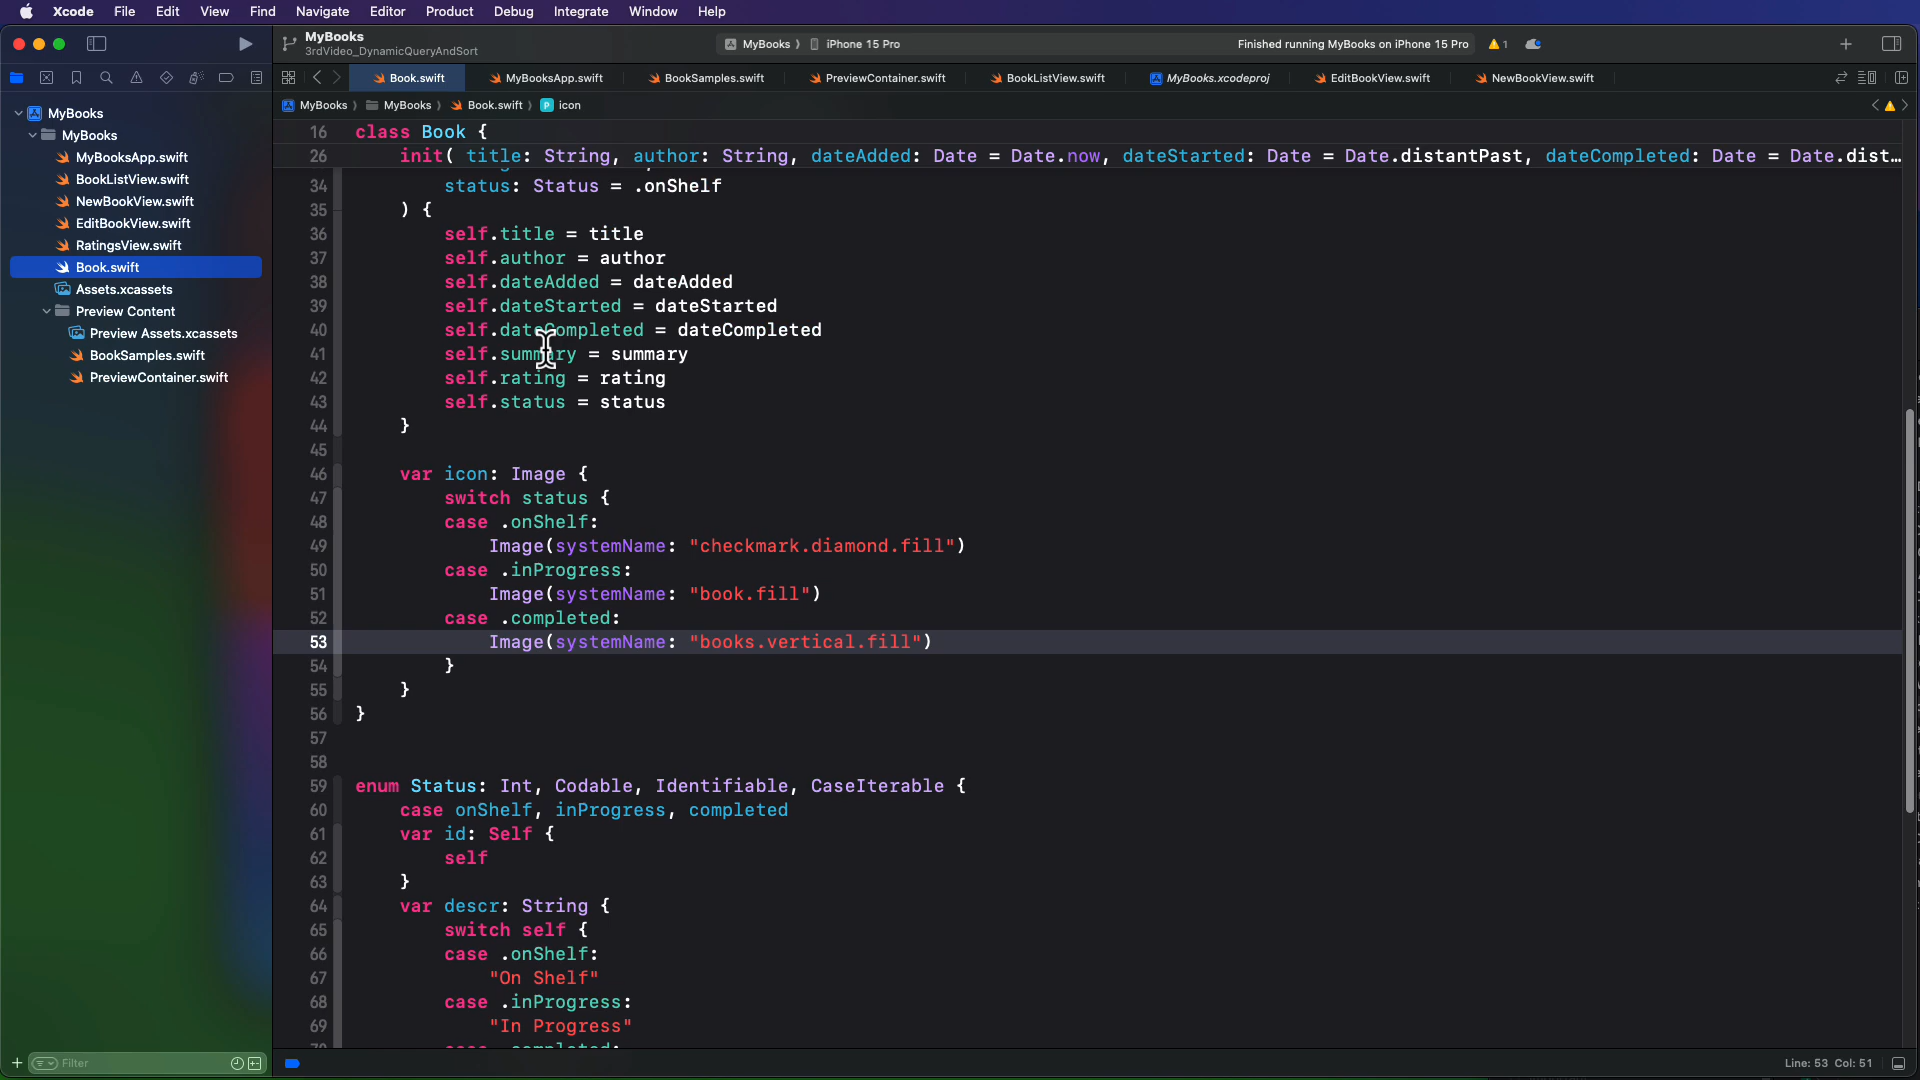 Xcode File Edit View Find Navigate Editor Product Debug Integrate Window Help
MyBooks
3rdVideo_DynamicQueryAndSort
MyBooks iPhone 15 Pro
Finished running MyBooks on iPhone 15 Pro
1
Book.swift MyBooksApp.swift BookSamples.swift PreviewContainer.swift BookListView.swift MyBooks.xcodeproj EditBookView.swift NewBookView.swift
MyBooks MyBooks Book.swift P icon
MyBooks
MyBooks
MyBooksApp.swift
BookListView.swift
NewBookView.swift
EditBookView.swift
RatingsView.swift
Book.swift
Assets.xcassets
Preview Content
Preview Assets.xcassets
BookSamples.swift
PreviewContainer.swift
16 class Book {
26 init( title: String, author: String, dateAdded: Date = Date.now, dateStarted: Date = Date.distantPast, dateCompleted: Date = Date.dist…
34 status: Status = .onShelf
35 ) {
36 self.title = title
37 self.author = author
38 self.dateAdded = dateAdded
39 self.dateStarted = dateStarted
40 self.dateCompleted = dateCompleted
41 self.summary = summary
42 self.rating = rating
43 self.status = status
44 }
45
46 var icon: Image {
47 switch status {
48 case .onShelf:
49 Image(systemName: "checkmark.diamond.fill")
50 case .inProgress:
51 Image(systemName: "book.fill")
52 case .completed:
53 Image(systemName: "books.vertical.fill")
54 }
55 }
56 }
57
58
59 enum Status: Int, Codable, Identifiable, CaseIterable {
60 case onShelf, inProgress, completed
61 var id: Self {
62 self
63 }
64 var descr: String {
65 switch self {
66 case .onShelf:
67 "On Shelf"
68 case .inProgress:
69 "In Progress"
70 case .completed:
Filter
Line: 53 Col: 51